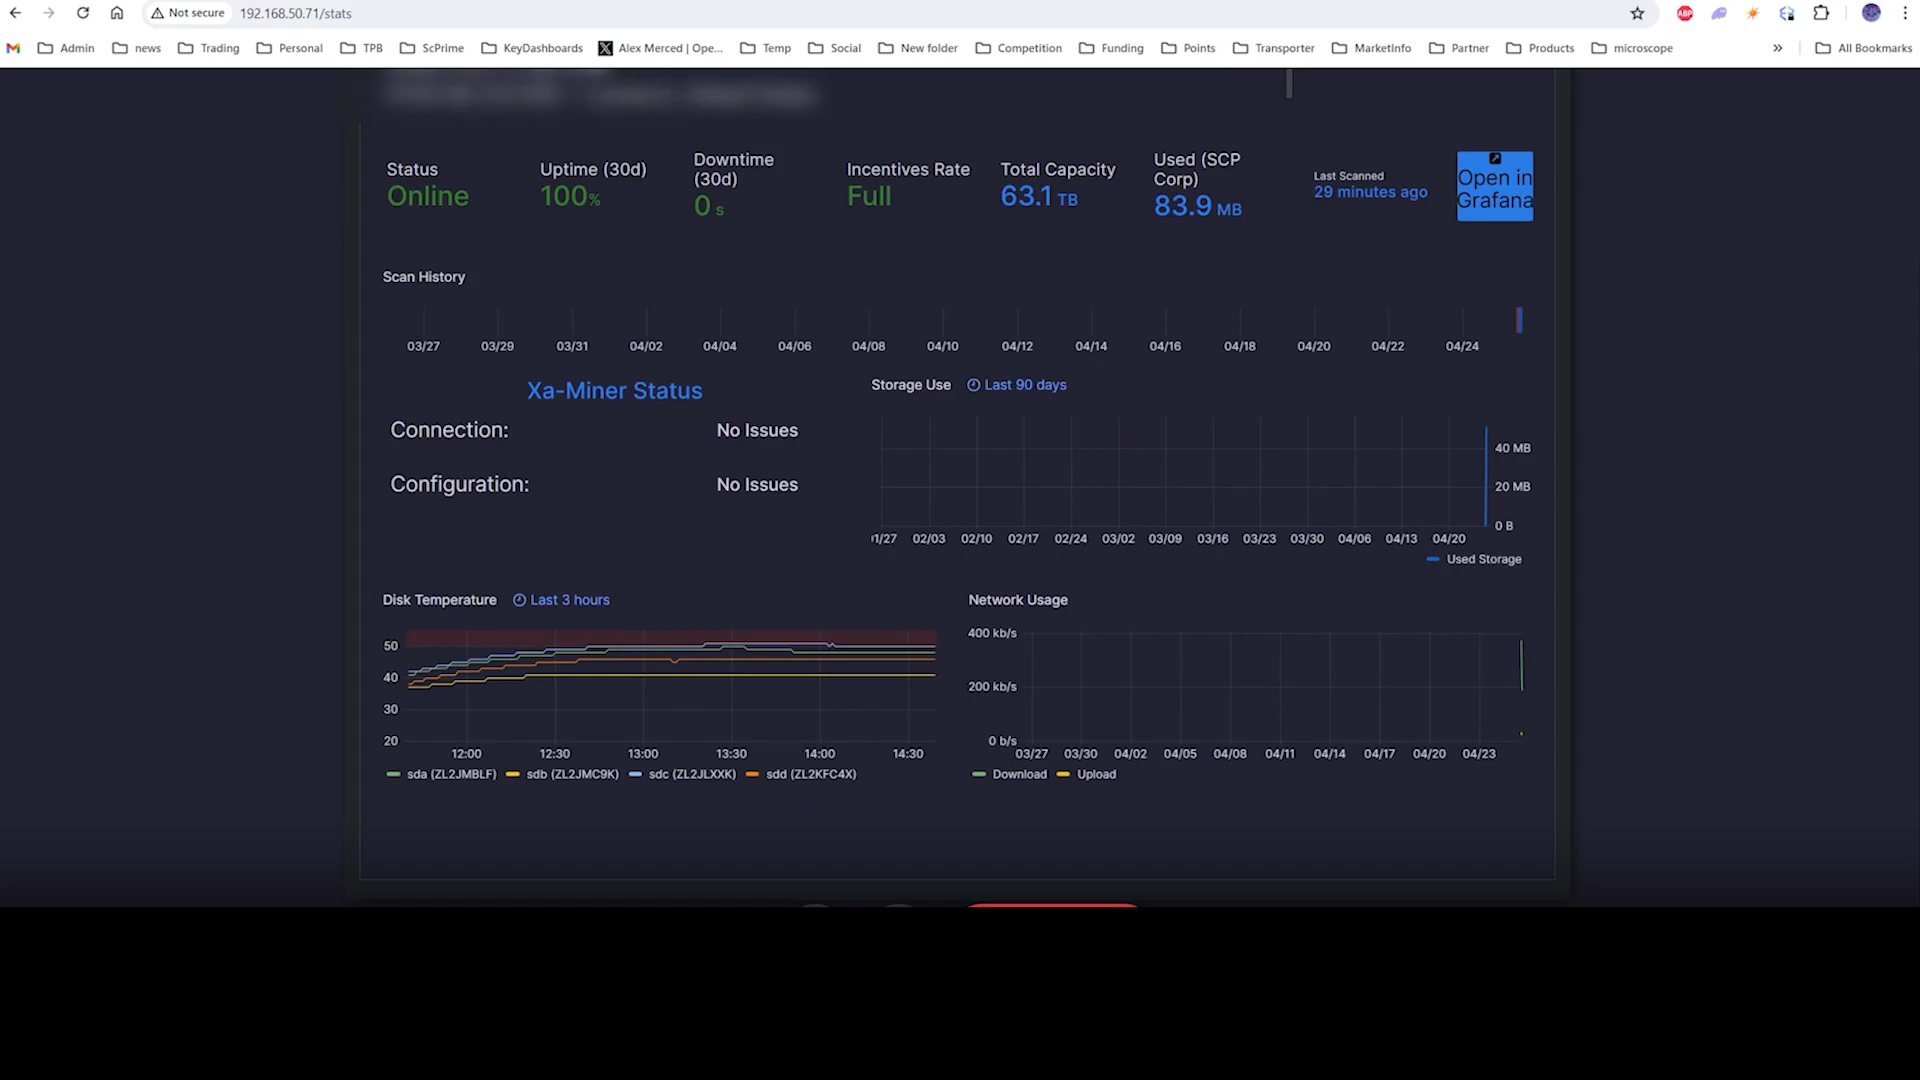 Not secure 192.168.50.71/stats
ABP
Admin news Trading Personal TPB ScPrime KeyDashboards Alex Merced | Ope... Temp Social New folder Competition Funding Points Transporter MarketInfo Partner Products microscope » All Bookmarks
Status
Online
Uptime (30d)
100%
Downtime
(30d)
0 s
Incentives Rate
Full
Total Capacity
63.1 TB
Used (SCP
Corp)
83.9 MB
Last Scanned
29 minutes ago
Open in
Grafana
Scan History
03/27 03/29 03/31 04/02 04/04 04/06 04/08 04/10 04/12 04/14 04/16 04/18 04/20 04/22 04/24
Xa-Miner Status
Connection: No Issues
Configuration: No Issues
Storage Use Last 90 days
40 MB
20 MB
0 B
1/27 02/03 02/10 02/17 02/24 03/02 03/09 03/16 03/23 03/30 04/06 04/13 04/20
Used Storage
Disk Temperature Last 3 hours
50
40
30
20
12:00 12:30 13:00 13:30 14:00 14:30
sda (ZL2JMBLF) sdb (ZL2JMC9K) sdc (ZL2JLXXK) sdd (ZL2KFC4X)
Network Usage
400 kb/s
200 kb/s
0 b/s
03/27 03/30 04/02 04/05 04/08 04/11 04/14 04/17 04/20 04/23
Download Upload